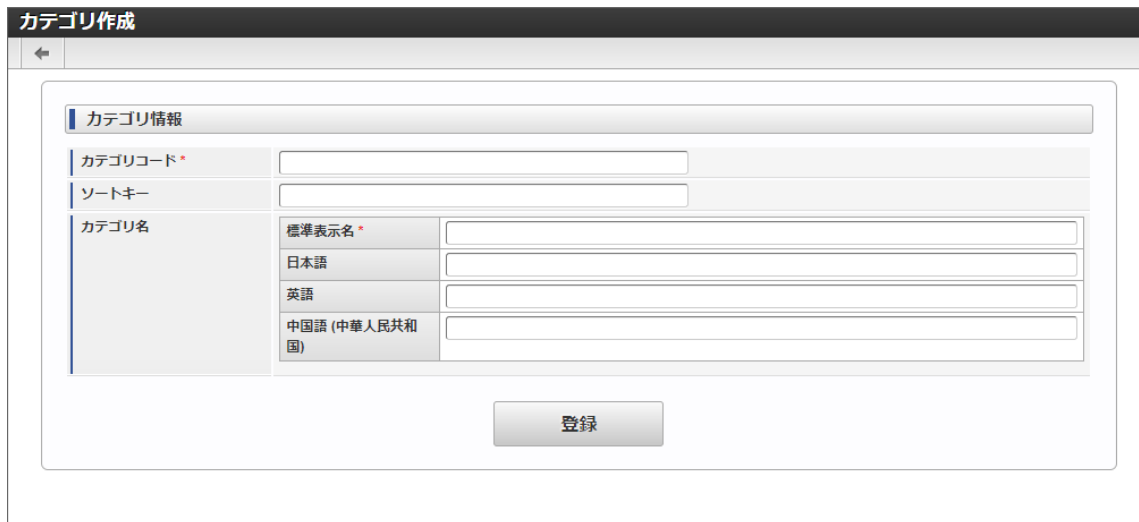 カテゴリ作成
カテゴリ情報
カテゴリコード *
ソートキー
カテゴリ名
標準表示名 *
日本語
英語
中国語 (中華人民共和
国)
登録